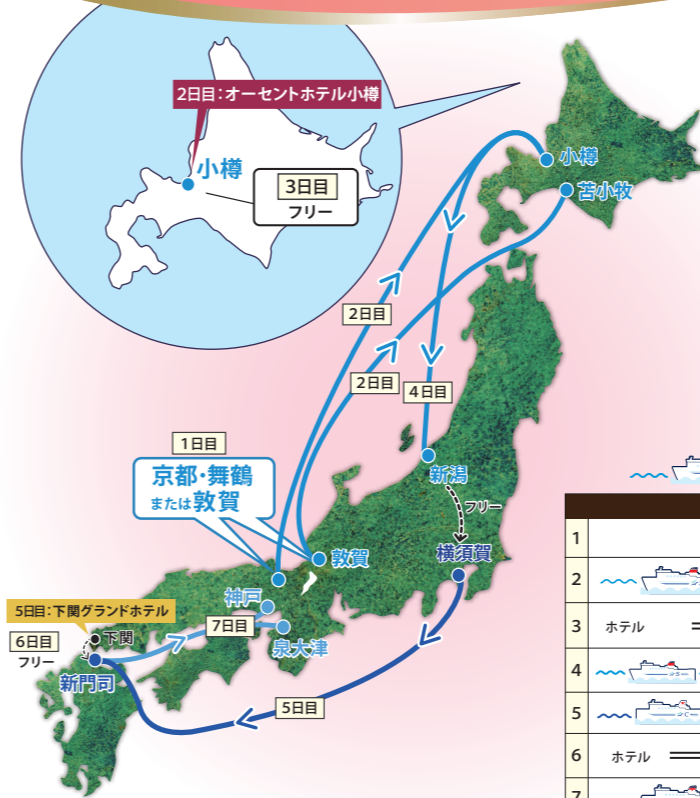 2日目：オーセントホテル小樽
小樽
3日目
フリー
小樽
苫小牧
2日目
2日目
4日目
1日目
京都・舞鶴
または敦賀
新潟
フリー
敦賀
横須賀
神戸
7日目
泉大津
5日目：下関グランドホテル
6日目
フリー
下関
新門司
5日目
1
2
3 ホテル
4
5
6 ホテル
7